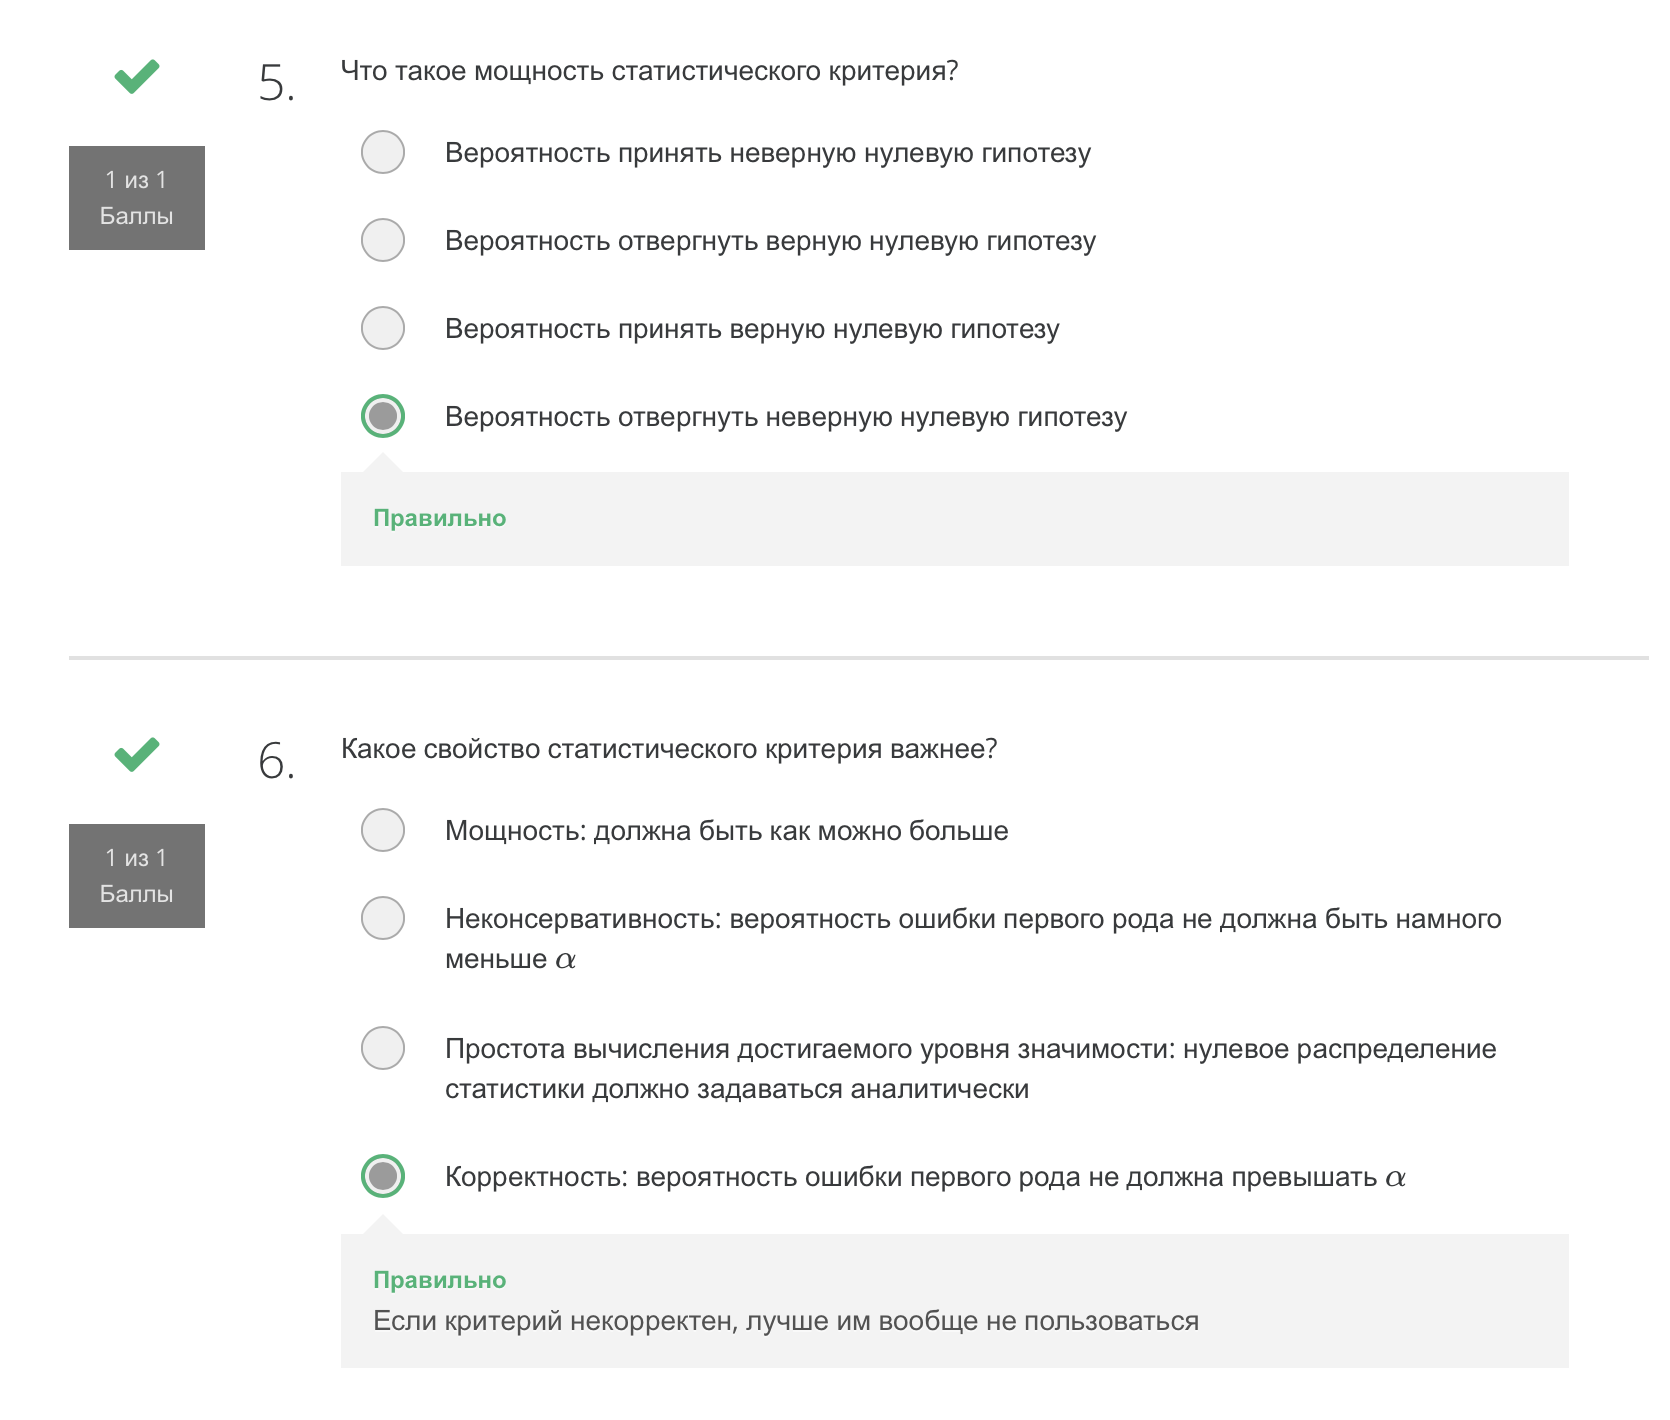 5.
Что такое мощность статистического критерия?
1 из 1
Баллы
Вероятность принять неверную нулевую гипотезу
Вероятность отвергнуть верную нулевую гипотезу
Вероятность принять верную нулевую гипотезу
Вероятность отвергнуть неверную нулевую гипотезу
Правильно
6.
Какое свойство статистического критерия важнее?
1 из 1
Баллы
Мощность: должна быть как можно больше
Неконсервативность: вероятность ошибки первого рода не должна быть намного
меньше α
Простота вычисления достигаемого уровня значимости: нулевое распределение
статистики должно задаваться аналитически
Корректность: вероятность ошибки первого рода не должна превышать α
Правильно
Если критерий некорректен, лучше им вообще не пользоваться